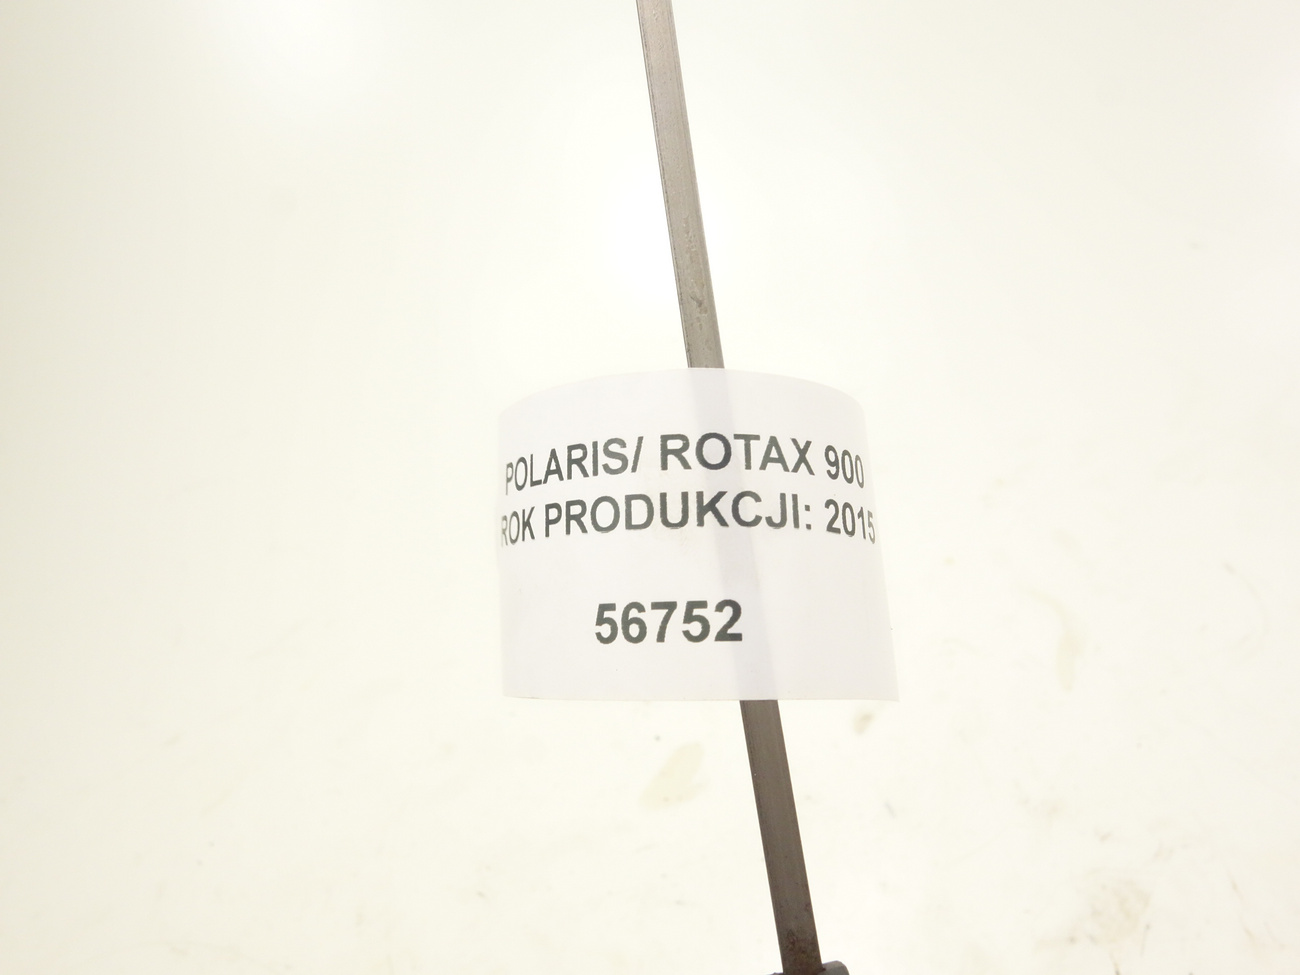 POLARIS/ ROTAX 900
ROK PRODUKCJI: 2015
56752